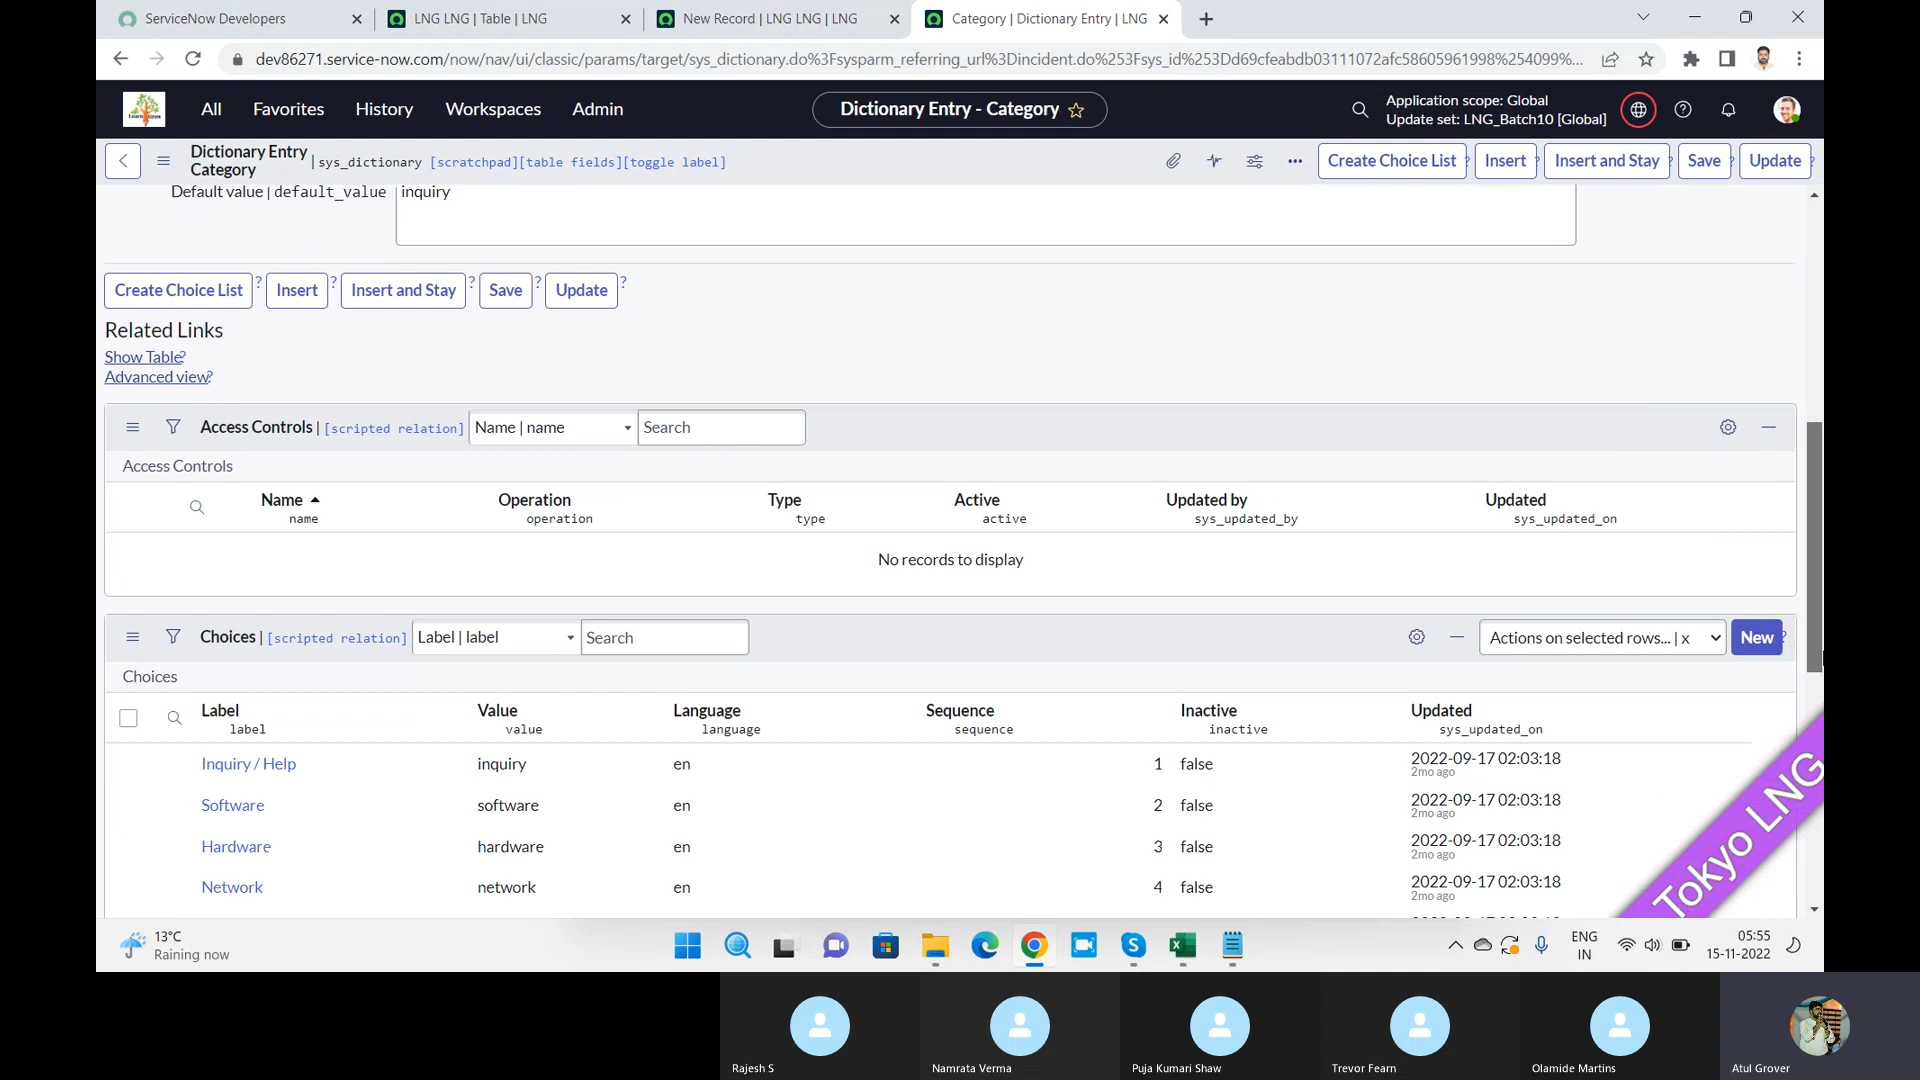 ServiceNow Developers
LNG LNG | Table | LNG
New Record | LNG LNG | LNG
Category | Dictionary Entry | LNG
dev86271.service-now.com/now/nav/ui/classic/params/target/sys_dictionary.do%3Fsysparm_referring_url%3Dincident.do%253Fsys_id%253Dd69cfeabdb03111072afc58605961998%254099%...
All Favorites History Workspaces Admin
Dictionary Entry - Category
Application scope: Global
Update set: LNG_Batch10 [Global]
Dictionary Entry
Category
| sys_dictionary [scratchpad][table fields][toggle label]
Create Choice List ? Insert ? Insert and Stay ? Save ? Update ?
Default value | default_value inquiry
Create Choice List ? Insert ? Insert and Stay ? Save ? Update ?
Related Links
Show Table?
Advanced view?
Access Controls | [scripted relation] Name | name Search
Access Controls
Name Operation Type Active Updated by Updated
name operation type active sys_updated_by sys_updated_on
No records to display
Choices | [scripted relation] Label | label Search Actions on selected rows... | x New ?
Choices
Label Value Language Sequence Inactive Updated
label value language sequence inactive sys_updated_on
Inquiry / Help inquiry en 1 false 2022-09-17 02:03:18
2mo ago
Software software en 2 false 2022-09-17 02:03:18
2mo ago
Hardware hardware en 3 false 2022-09-17 02:03:18
2mo ago
Network network en 4 false 2022-09-17 02:03:18
2mo ago
Tokyo LNG
13°C
Raining now
ENG
IN
05:55
15-11-2022
Rajesh S
Namrata Verma
Puja Kumari Shaw
Trevor Fearn
Olamide Martins
Atul Grover